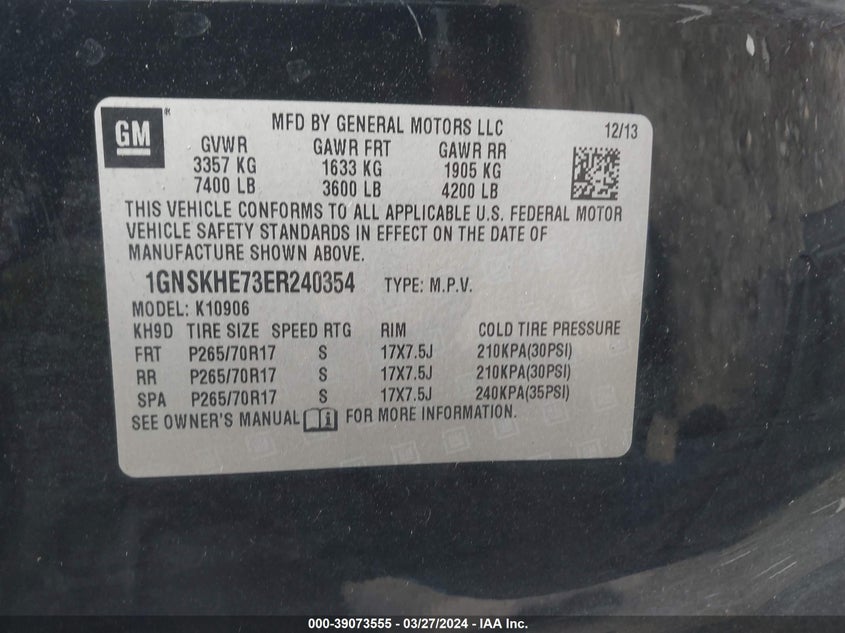 GM
MFD BY GENERAL MOTORS LLC 12/13
GVWR GAWR FRT GAWR RR
3357 KG 1633 KG 1905 KG
7400 LB 3600 LB 4200 LB
THIS VEHICLE CONFORMS TO ALL APPLICABLE U.S. FEDERAL MOTOR
VEHICLE SAFETY STANDARDS IN EFFECT ON THE DATE OF
MANUFACTURE SHOWN ABOVE.
1GNSKHE73ER240354 TYPE: M.P.V.
MODEL: K10906
KH9D TIRE SIZE SPEED RTG RIM COLD TIRE PRESSURE
FRT P265/70R17 S 17X7.5J 210KPA(30PSI)
RR P265/70R17 S 17X7.5J 210KPA(30PSI)
SPA P265/70R17 S 17X7.5J 240KPA(35PSI)
SEE OWNER'S MANUAL FOR MORE INFORMATION.
000-39073555 - 03/27/2024 - IAA Inc.